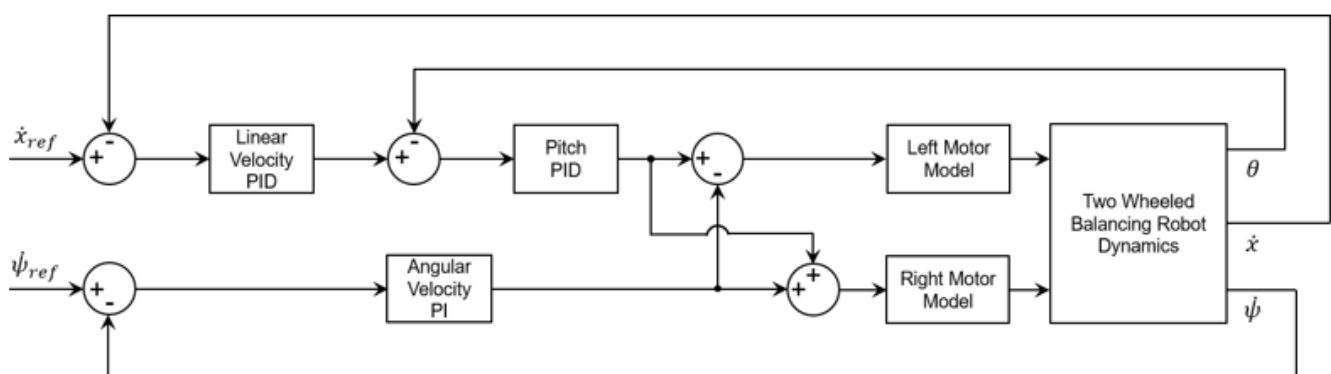 ẋ_ref
+
-
Linear
Velocity
PID
+
-
Pitch
PID
+
-
Left Motor
Model
Two Wheeled
Balancing Robot
Dynamics
θ
ẋ
ψ̇
ψ̇_ref
+
-
Angular
Velocity
PI
+
+
Right Motor
Model